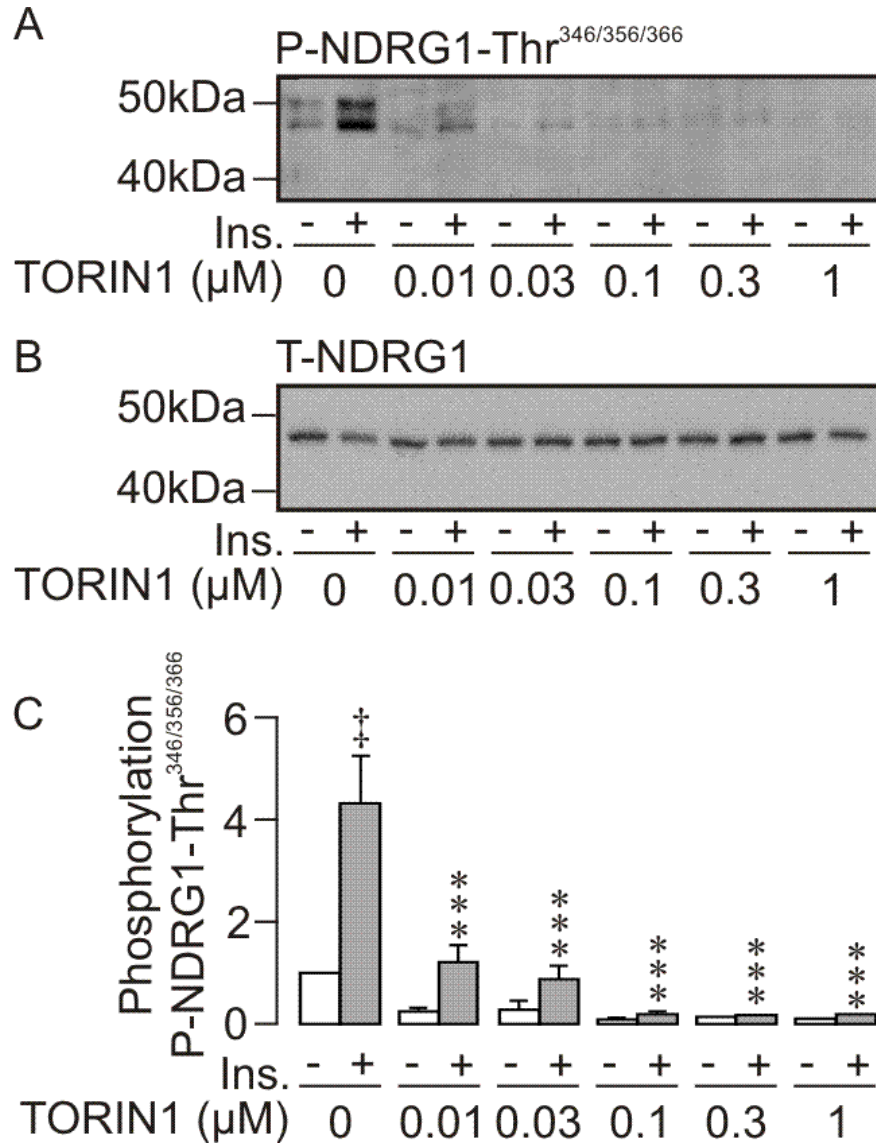 A
P-NDRG1-Thr346/356/366
50kDa
40kDa
Ins. - + - + - + - + - + - +
TORIN1 (µM) 0 0.01 0.03 0.1 0.3 1
B
T-NDRG1
50kDa
40kDa
Ins. - + - + - + - + - + - +
TORIN1 (µM) 0 0.01 0.03 0.1 0.3 1
C
Phosphorylation
P-NDRG1-Thr346/356/366
6
4
2
0
‡
*** *** *** *** ***
Ins. - + - + - + - + - + - +
TORIN1 (µM) 0 0.01 0.03 0.1 0.3 1